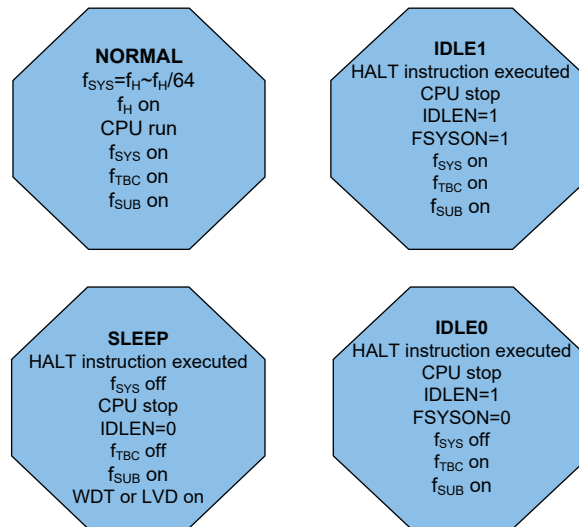 NORMAL
fSYS=fH~fH/64
fH on
CPU run
fSYS on
fTBC on
fSUB on
IDLE1
HALT instruction executed
CPU stop
IDLEN=1
FSYSON=1
fSYS on
fTBC on
fSUB on
SLEEP
HALT instruction executed
fSYS off
CPU stop
IDLEN=0
fTBC off
fSUB on
WDT or LVD on
IDLE0
HALT instruction executed
CPU stop
IDLEN=1
FSYSON=0
fSYS off
fTBC on
fSUB on